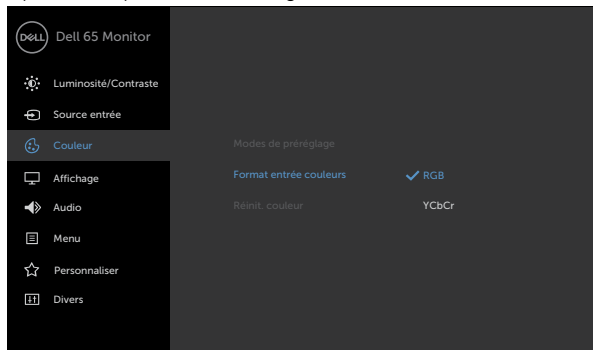 DELL
Dell 65 Monitor
Luminosité/Contraste
Source entrée
Couleur
Modes de préréglage
Affichage
Format entrée couleurs
RGB
Audio
Réinit. couleur
YCbCr
Menu
Personnaliser
Divers